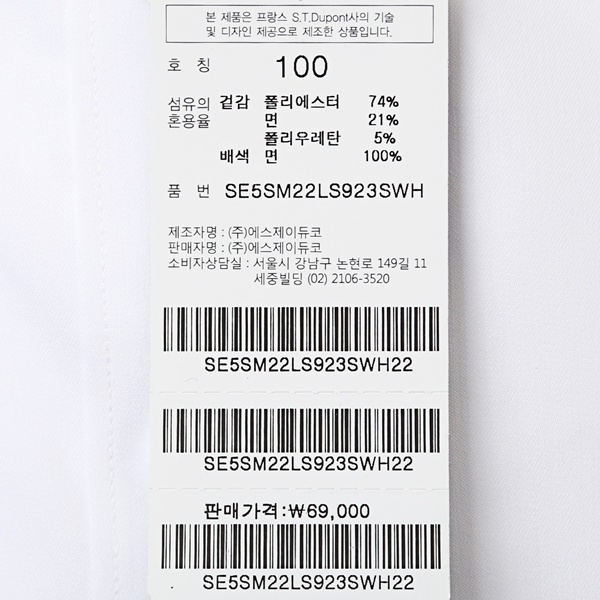 본 제품은 프랑스 S.T.Dupont사의 기술
및 디자인 제공으로 제조한 상품입니다.
호 칭 100
섬유의 겉감 폴리에스터 74%
혼용율 면 21%
폴리우레탄 5%
배색 면 100%
품 번 SE5SM22LS923SWH
제조자명 : (주)에스제이듀코
판매자명 : (주)에스제이듀코
소비자상담실 : 서울시 강남구 논현로 149길 11
세중빌딩 (02) 2106-3520
SE5SM22LS923SWH22
SE5SM22LS923SWH22
판매가격:₩69,000
SE5SM22LS923SWH22